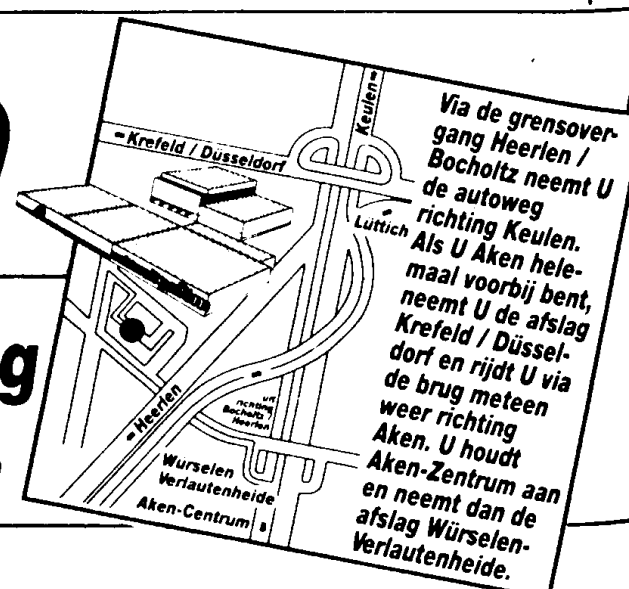 Keulen
Krefeld / Düsseldorf
Lüttich
Heerlen
uit
richting
Bocholtz
Heerlen
Würselen
Verlautenheide
Aken-Centrum
Via de grensover-
gang Heerlen /
Bocholtz neemt U
de autoweg
richting Keulen.
Als U Aken hele-
maal voorbij bent,
neemt U de afslag
Krefeld / Düssel-
dorf en rijdt U via
de brug meteen
weer richting
Aken. U houdt
Aken-Zentrum aan
en neemt dan de
afslag Würselen-
Verlautenheide.
g